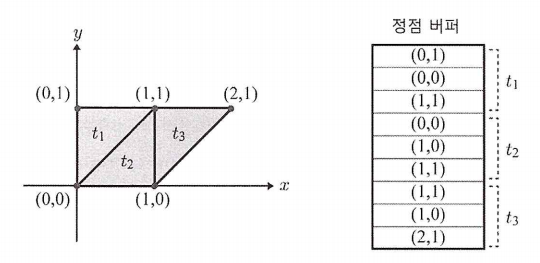 y
(0,1)
(1,1)
(2,1)
t1
t2
t3
x
(0,0)
(1,0)
정점 버퍼
(0,1)
(0,0)
(1,1)
t1
(0,0)
(1,0)
(1,1)
t2
(1,1)
(1,0)
(2,1)
t3